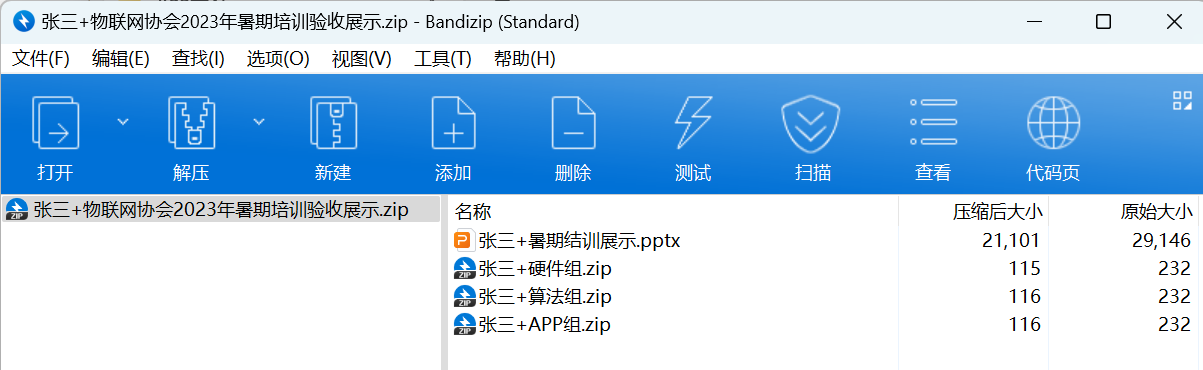 张三+物联网协会2023年暑期培训验收展示.zip - Bandizip (Standard)
文件(F) 编辑(E) 查找(I) 选项(O) 视图(V) 工具(T) 帮助(H)
打开 解压 新建 添加 删除 测试 扫描 查看 代码页
张三+物联网协会2023年暑期培训验收展示.zip
名称 压缩后大小 原始大小
张三+暑期结训展示.pptx 21,101 29,146
张三+硬件组.zip 115 232
张三+算法组.zip 116 232
张三+APP组.zip 116 232